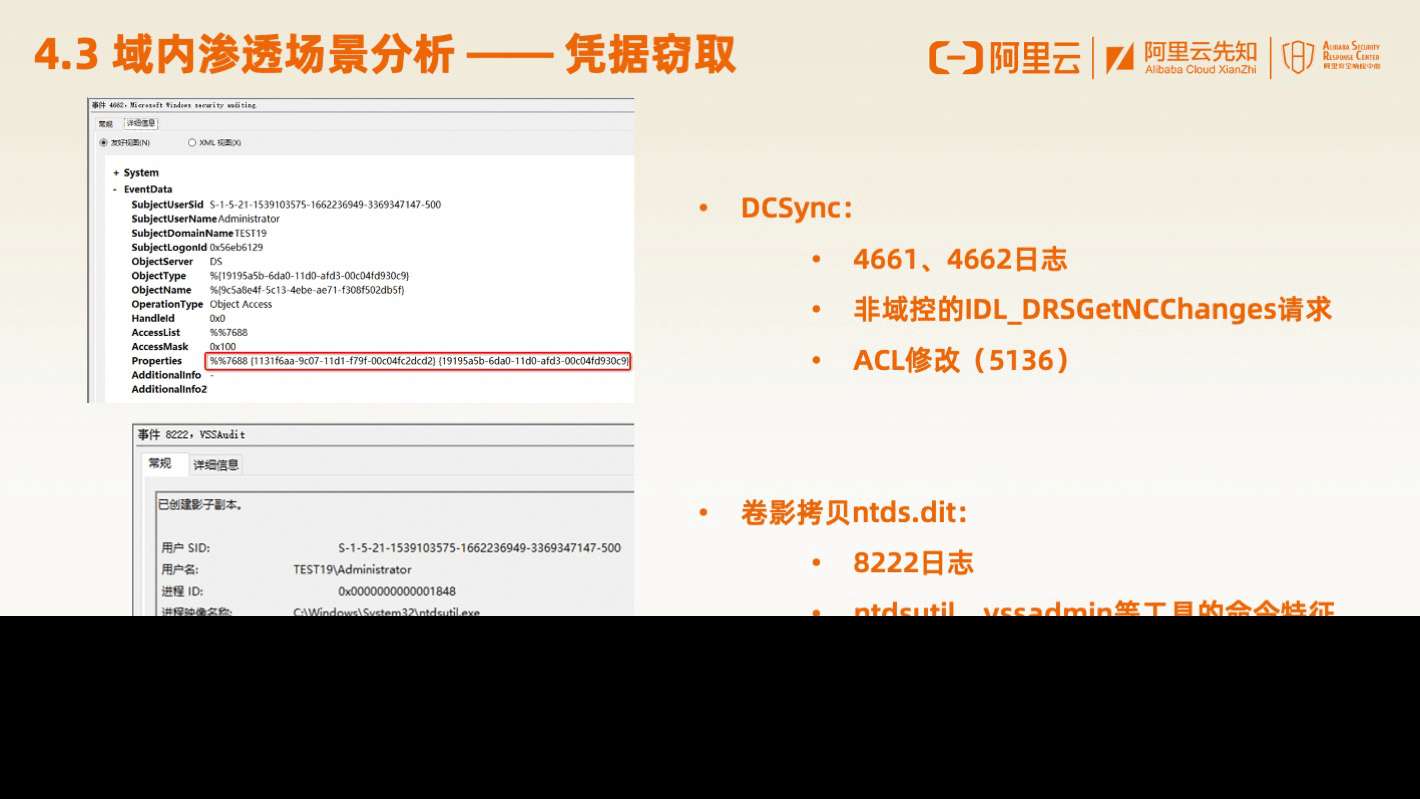 4.3 域内渗透场景分析 —— 凭据窃取
阿里云
阿里云先知
Alibaba Cloud XianZhi
ALIBABA SECURITY
RESPONSE CENTER
阿里安全响应中心
事件 4662，Microsoft Windows security auditing.
常规 详细信息
友好视图(N) XML 视图(X)
+ System
- EventData
SubjectUserSid S-1-5-21-1539103575-1662236949-3369347147-500
SubjectUserName Administrator
SubjectDomainName TEST19
SubjectLogonId 0x56eb6129
ObjectServer DS
ObjectType %{19195a5b-6da0-11d0-afd3-00c04fd930c9}
ObjectName %{9c5a8e4f-5c13-4ebe-ae71-f308f502db5f}
OperationType Object Access
HandleId 0x0
AccessList %%7688
AccessMask 0x100
Properties %%7688 {1131f6aa-9c07-11d1-f79f-00c04fc2dcd2} {19195a5b-6da0-11d0-afd3-00c04fd930c9}
AdditionalInfo -
AdditionalInfo2
事件 8222，VSSAudit
常规 详细信息
已创建影子副本。
用户 SID: S-1-5-21-1539103575-1662236949-3369347147-500
用户名: TEST19\Administrator
进程 ID: 0x0000000000001848
进程映像名称: C:\Windows\System32\ntdsutil.exe
• DCSync：
• 4661、4662日志
• 非域控的IDL_DRSGetNCChanges请求
• ACL修改（5136）
• 卷影拷贝ntds.dit：
• 8222日志
• ntdsutil、vssadmin等工具的命令特征